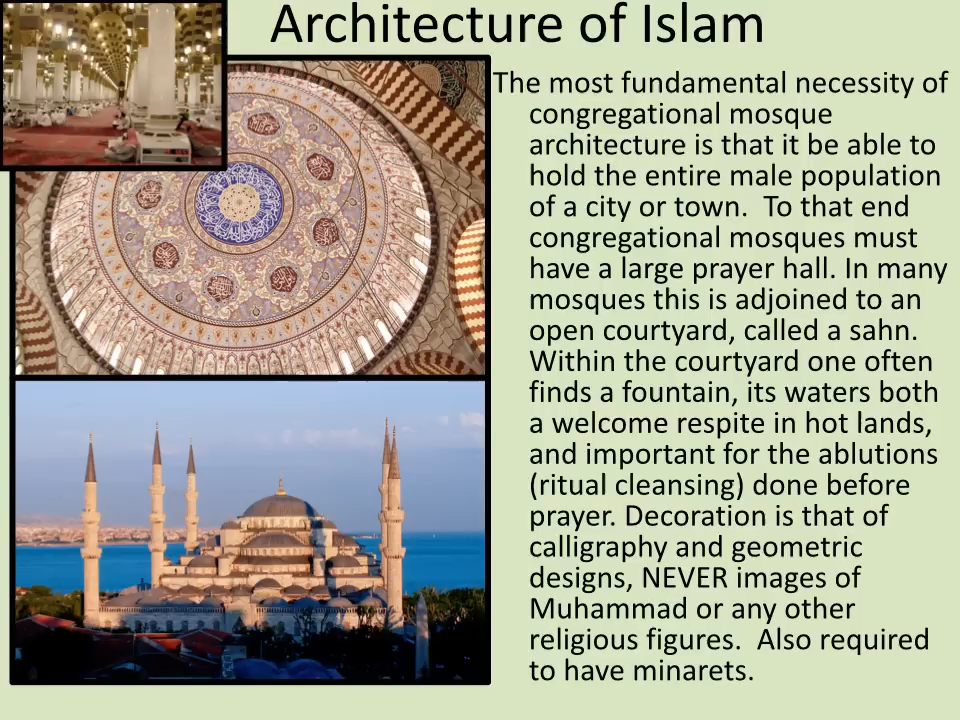 Architecture of Islam
The most fundamental necessity of
congregational mosque
architecture is that it be able to
hold the entire male population
of a city or town.  To that end
congregational mosques must
have a large prayer hall. In many
mosques this is adjoined to an
open courtyard, called a sahn.
Within the courtyard one often
finds a fountain, its waters both
a welcome respite in hot lands,
and important for the ablutions
(ritual cleansing) done before
prayer. Decoration is that of
calligraphy and geometric
designs, NEVER images of
Muhammad or any other
religious figures.  Also required
to have minarets.